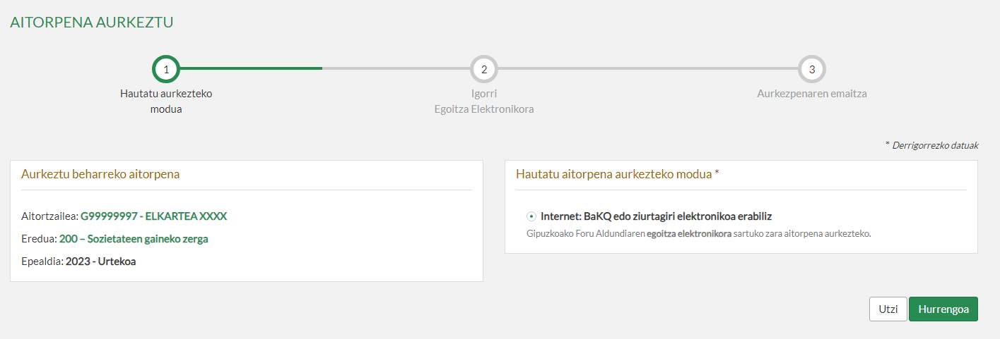 AITORPENA AURKEZTU
1
2
3
Hautatu aurkezteko
modua
Igorri
Egoitza Elektronikora
Aurkezpenaren emaitza
* Derrigorrezko datuak
Aurkeztu beharreko aitorpena
Aitortzailea: G99999997 - ELKARTEA XXXX
Eredua: 200 – Sozietateen gaineko zerga
Epealdia: 2023 - Urtekoa
Hautatu aitorpena aurkezteko modua *
Internet: BaKQ edo ziurtagiri elektronikoa erabiliz
Gipuzkoako Foru Aldundiaren egoitza elektronikora sartuko zara aitorpena aurkezteko.
Utzi
Hurrengoa